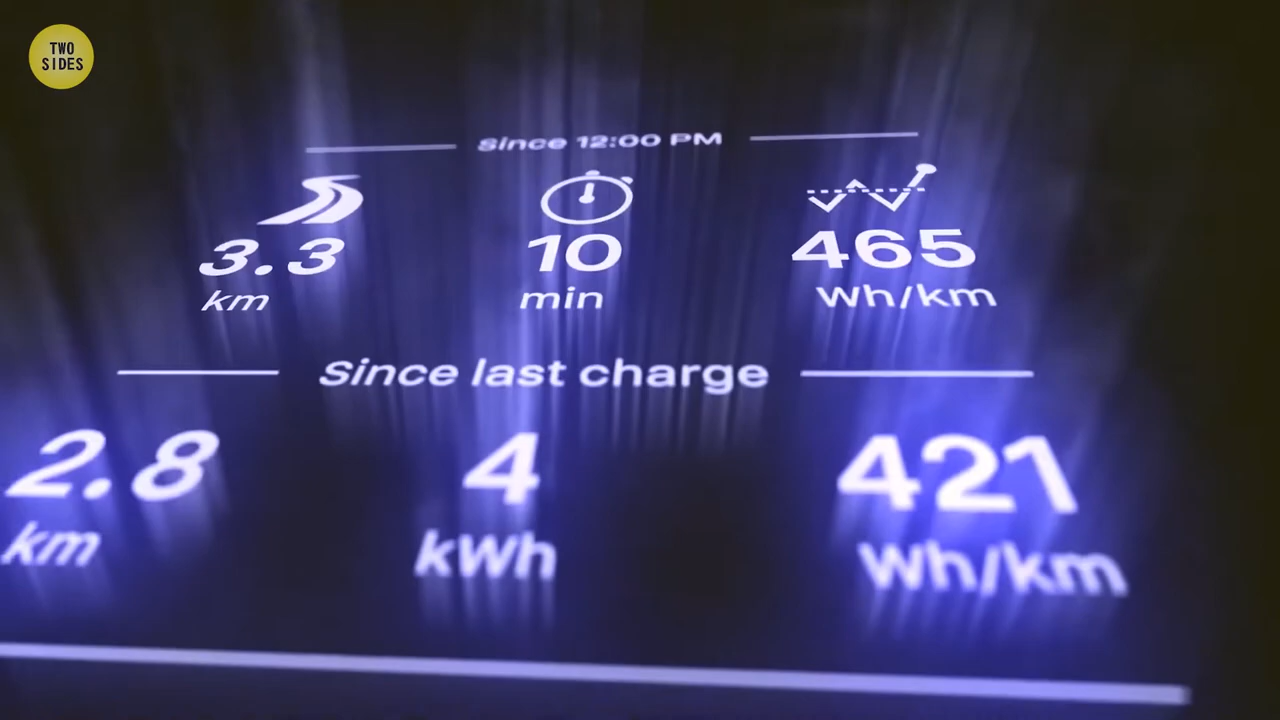 TWO
SIDES
Since 12:00 PM
3.3 10 465
km min Wh/km
Since last charge
2.8 4 421
km kWh Wh/km